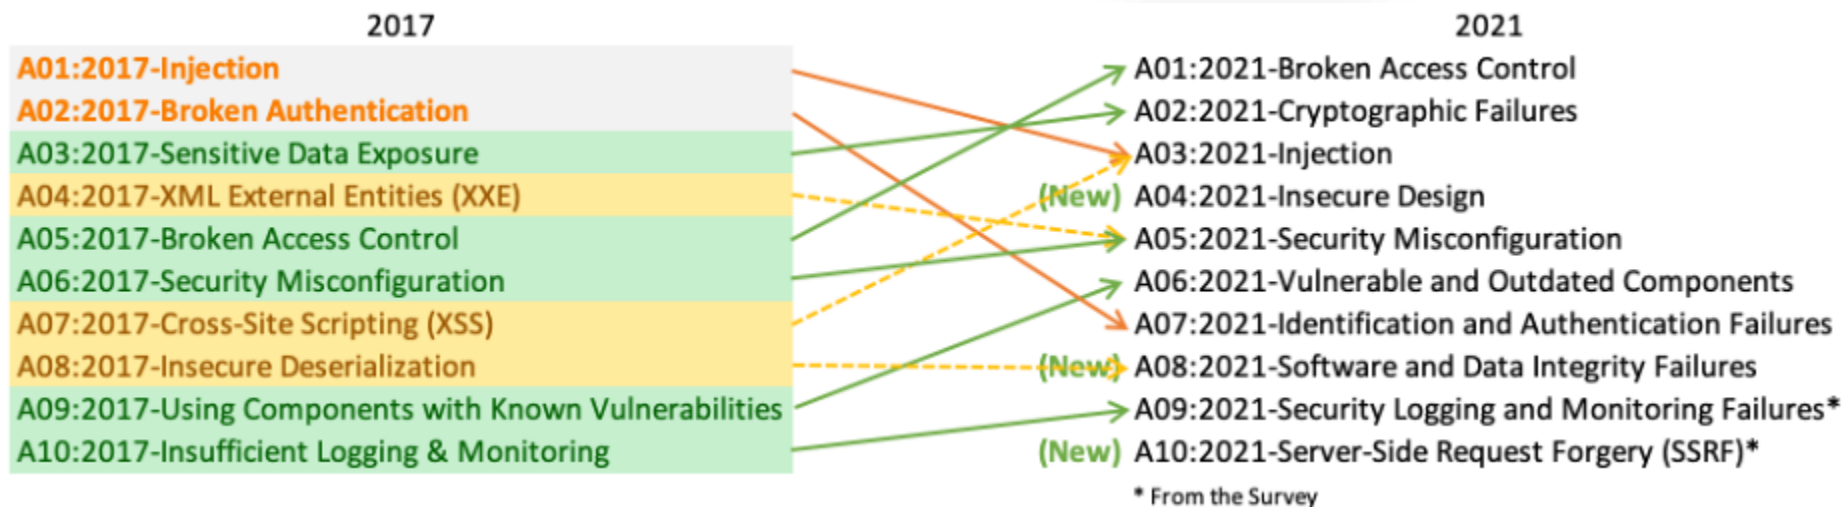 2017
A01:2017-Injection
A02:2017-Broken Authentication
A03:2017-Sensitive Data Exposure
A04:2017-XML External Entities (XXE)
A05:2017-Broken Access Control
A06:2017-Security Misconfiguration
A07:2017-Cross-Site Scripting (XSS)
A08:2017-Insecure Deserialization
A09:2017-Using Components with Known Vulnerabilities
A10:2017-Insufficient Logging & Monitoring
2021
A01:2021-Broken Access Control
A02:2021-Cryptographic Failures
A03:2021-Injection
(New) A04:2021-Insecure Design
A05:2021-Security Misconfiguration
A06:2021-Vulnerable and Outdated Components
A07:2021-Identification and Authentication Failures
(New) A08:2021-Software and Data Integrity Failures
A09:2021-Security Logging and Monitoring Failures*
(New) A10:2021-Server-Side Request Forgery (SSRF)*
* From the Survey